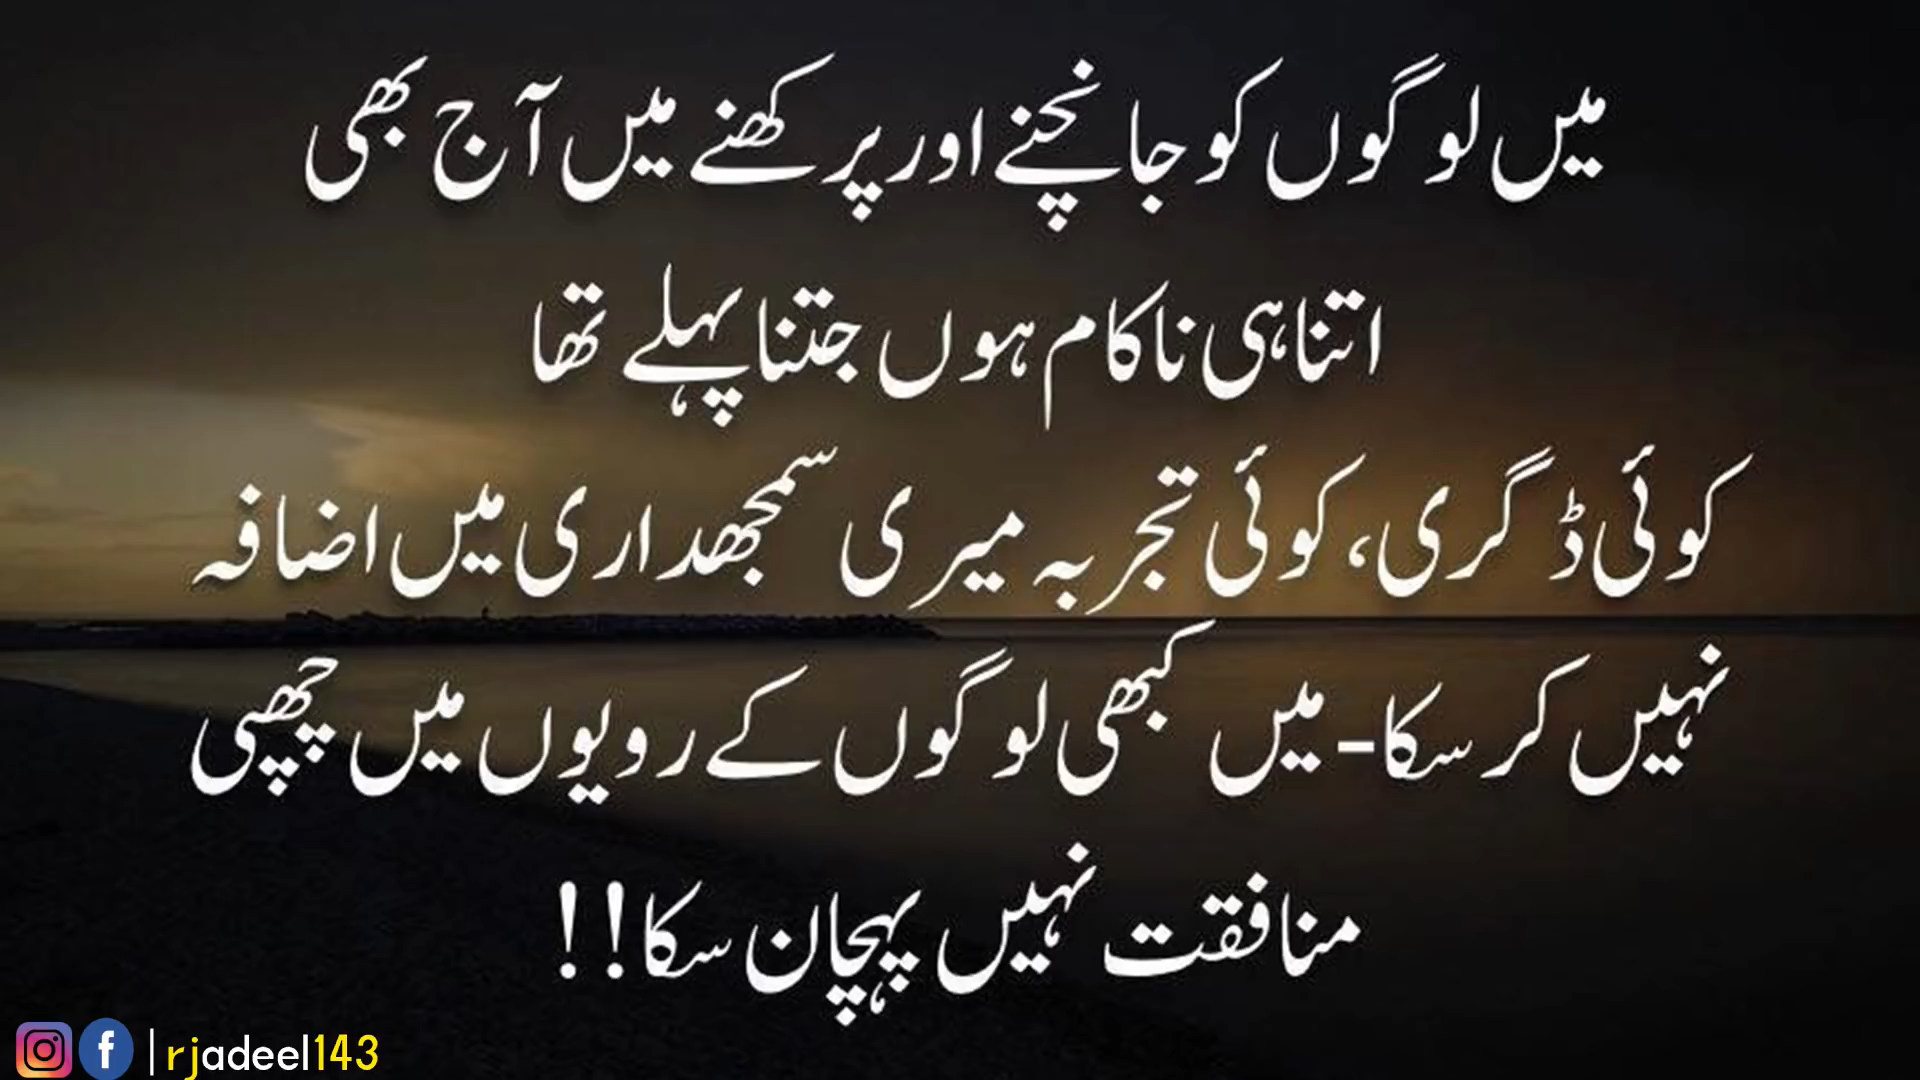 میں لوگوں کو جانچنے اور پرکھنے میں آج بھی
اتنا ہی ناکام ہوں جتنا پہلے تھا
کوئی ڈگری، کوئی تجربہ میری سمجھداری میں اضافہ
نہیں کر سکا- میں کبھی لوگوں کے رویوں میں چھپی
منافقت نہیں پہچان سکا!!
|rjadeel143